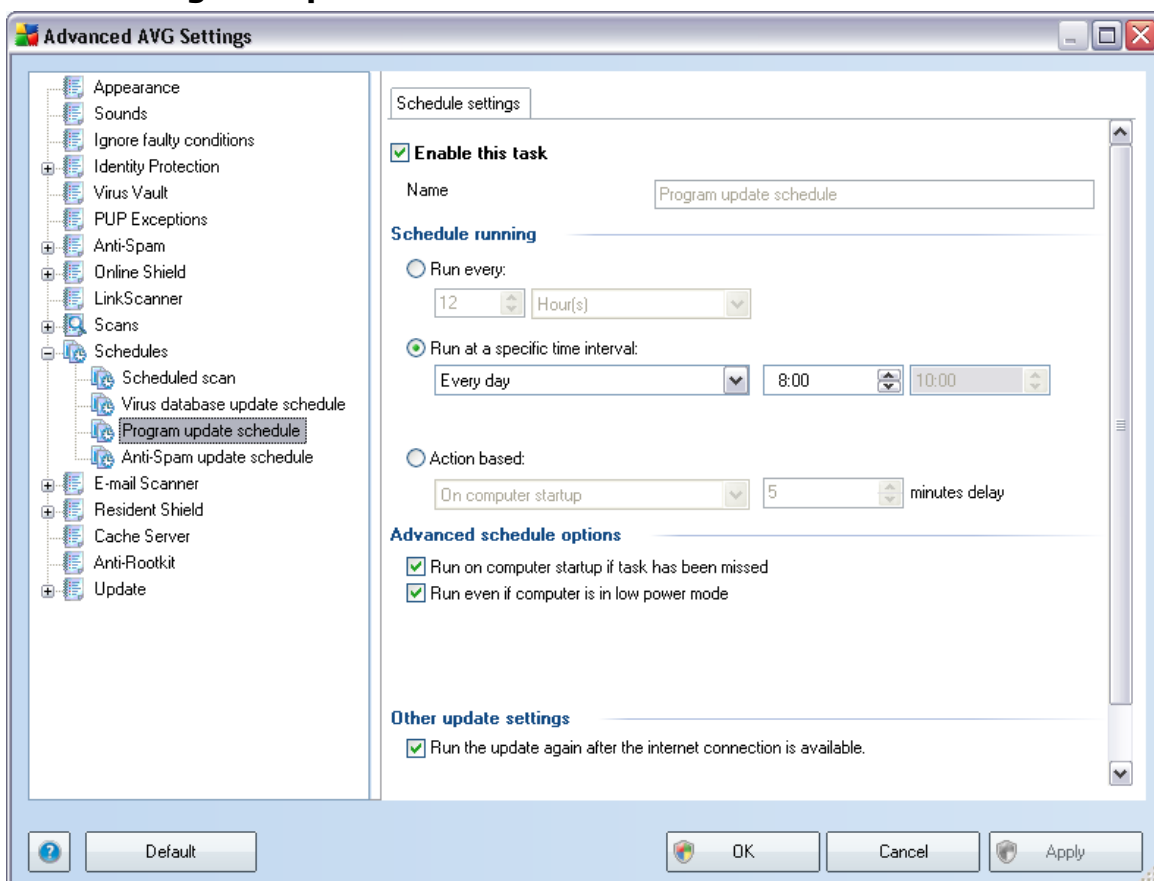 Advanced AVG Settings
Appearance
Sounds
Ignore faulty conditions
Identity Protection
Virus Vault
PUP Exceptions
Anti-Spam
Online Shield
LinkScanner
Scans
Schedules
Scheduled scan
Virus database update schedule
Program update schedule
Anti-Spam update schedule
E-mail Scanner
Resident Shield
Cache Server
Anti-Rootkit
Update
Schedule settings
Enable this task
Name Program update schedule
Schedule running
Run every:
12 Hour(s)
Run at a specific time interval:
Every day 8:00 10:00
Action based:
On computer startup 5 minutes delay
Advanced schedule options
Run on computer startup if task has been missed
Run even if computer is in low power mode
Other update settings
Run the update again after the internet connection is available.
Default OK Cancel Apply